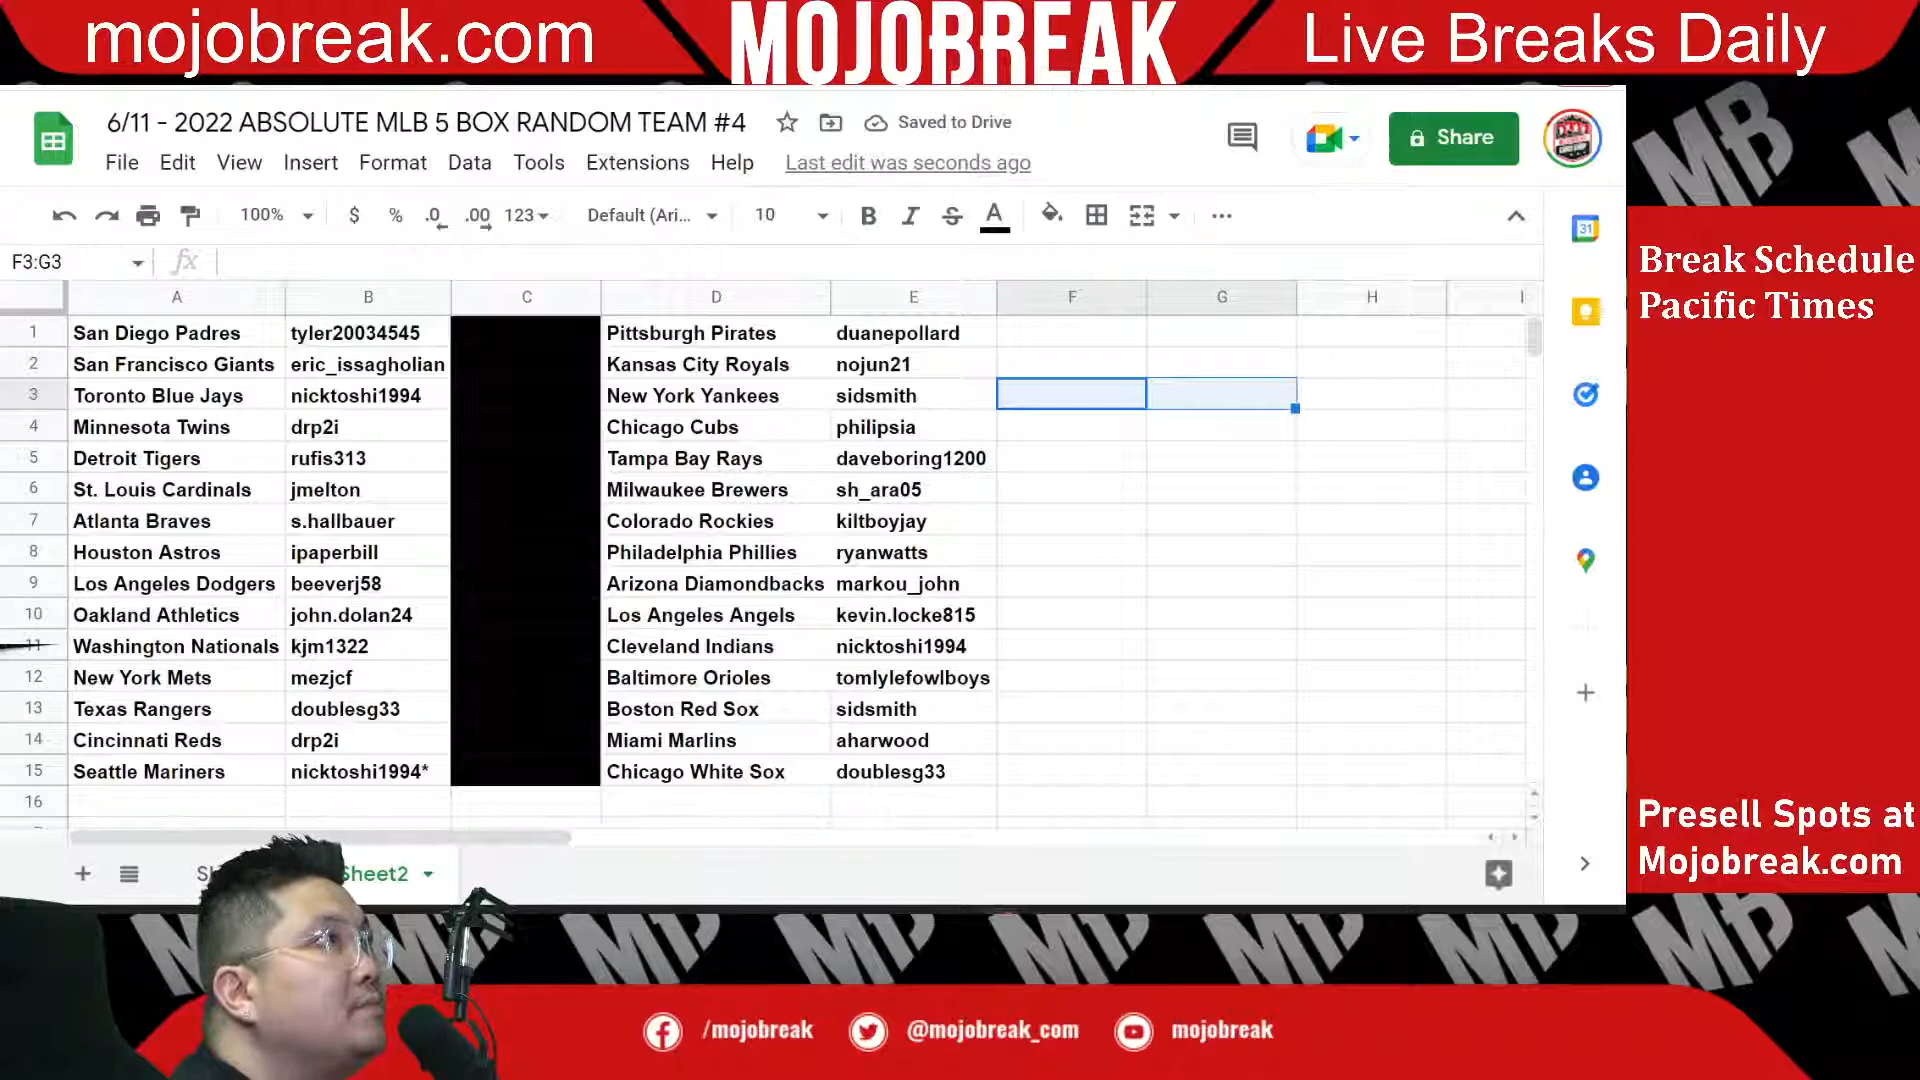 mojobreak.com
MOJOBREAK
Live Breaks Daily
6/11 - 2022 ABSOLUTE MLB 5 BOX RANDOM TEAM #4
Saved to Drive
Share
File Edit View Insert Format Data Tools Extensions Help Last edit was seconds ago
100% $ % .0 .00 123 Default (Ari... 10 B I S A
31
F3:G3 fx
A B C D E F G H I
1 San Diego Padres tyler20034545 Pittsburgh Pirates duanepollard
2 San Francisco Giants eric_issagholian Kansas City Royals nojun21
3 Toronto Blue Jays nicktoshi1994 New York Yankees sidsmith
4 Minnesota Twins drp2i Chicago Cubs philipsia
5 Detroit Tigers rufis313 Tampa Bay Rays daveboring1200
6 St. Louis Cardinals jmelton Milwaukee Brewers sh_ara05
7 Atlanta Braves s.hallbauer Colorado Rockies kiltboyjay
8 Houston Astros ipaperbill Philadelphia Phillies ryanwatts
9 Los Angeles Dodgers beeverj58 Arizona Diamondbacks markou_john
10 Oakland Athletics john.dolan24 Los Angeles Angels kevin.locke815
11 Washington Nationals kjm1322 Cleveland Indians nicktoshi1994
12 New York Mets mezjcf Baltimore Orioles tomlylefowlboys
13 Texas Rangers doublesg33 Boston Red Sox sidsmith
14 Cincinnati Reds drp2i Miami Marlins aharwood
15 Seattle Mariners nicktoshi1994* Chicago White Sox doublesg33
16
Sheet2
Break Schedule
Pacific Times
Presell Spots at
Mojobreak.com
MB MB MB MB MB MB
/mojobreak @mojobreak_com mojobreak